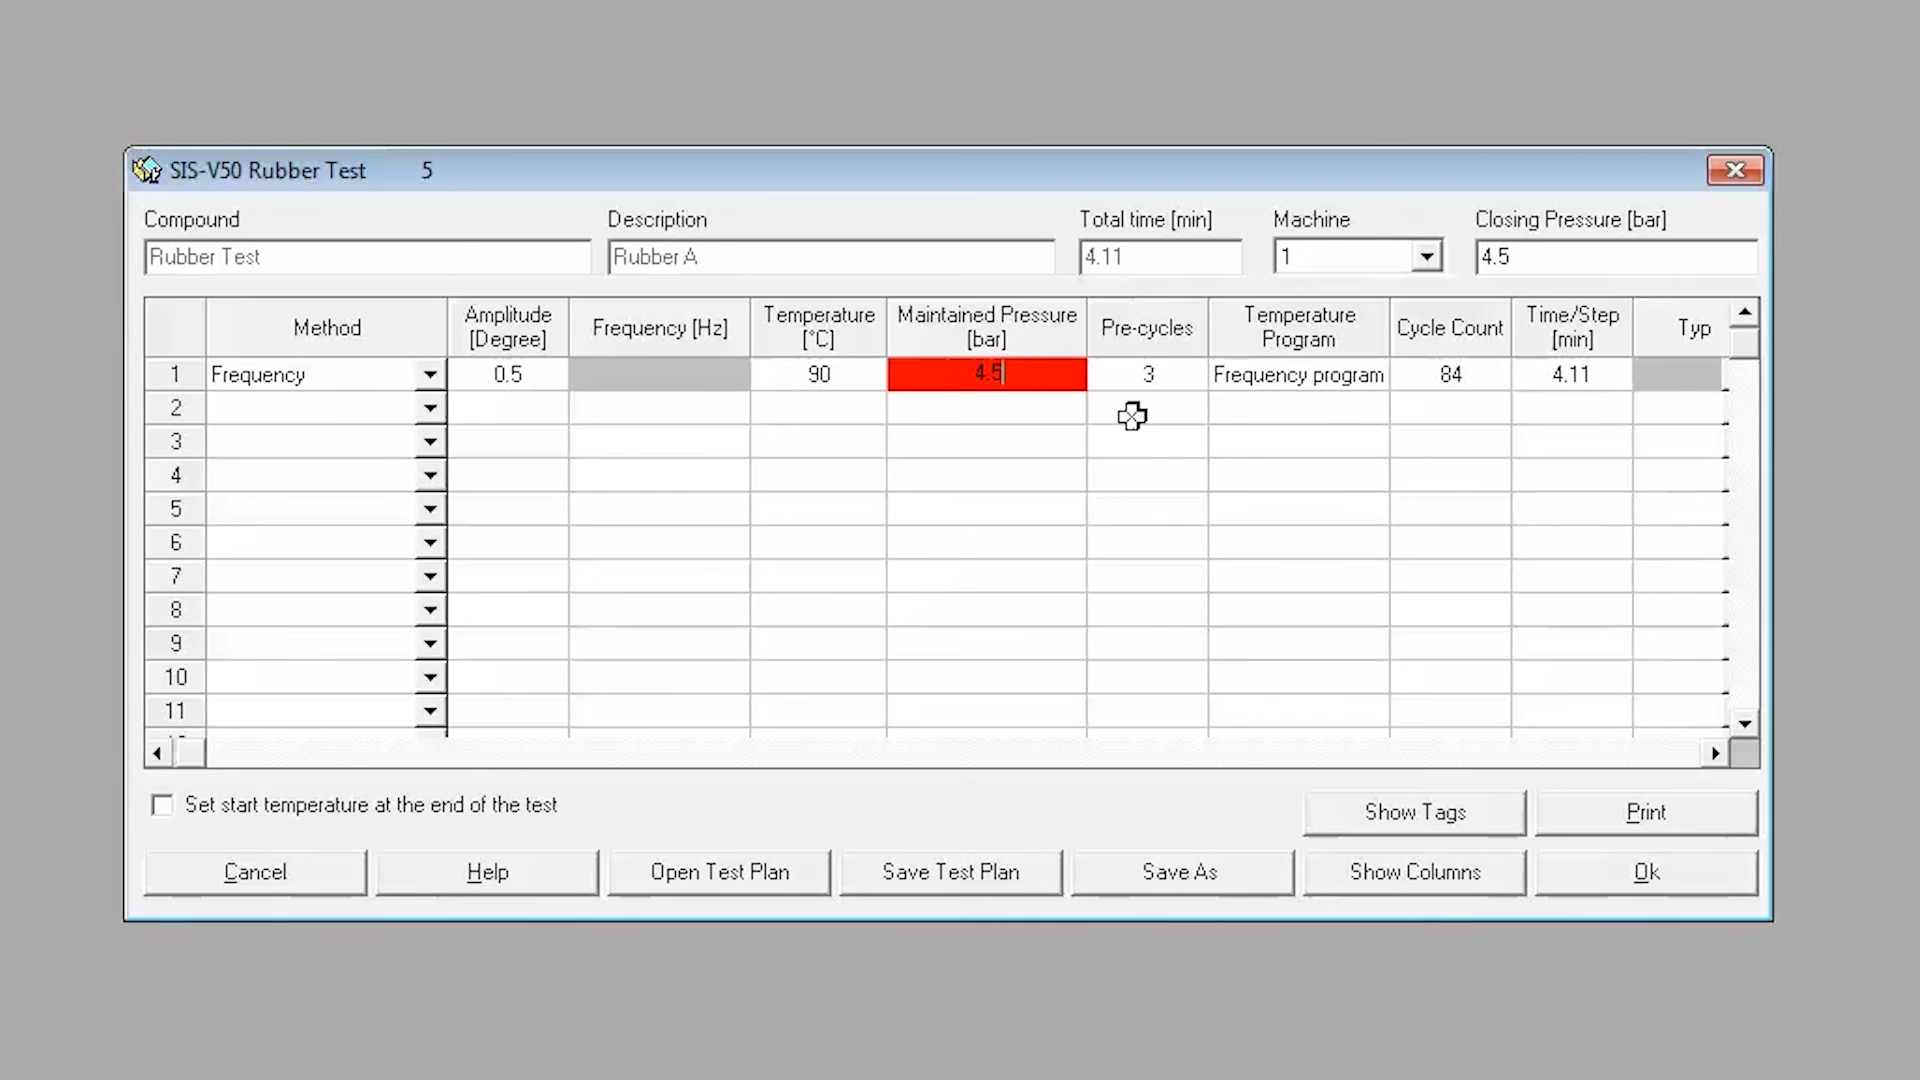 SIS-V50 Rubber Test 5
Compound Description Total time [min] Machine Closing Pressure [bar]
Rubber Test Rubber A 4.11 1 4.5
Method Amplitude [Degree] Frequency [Hz] Temperature [°C] Maintained Pressure [bar] Pre-cycles Temperature Program Cycle Count Time/Step [min] Typ
1 Frequency 0.5 90 4.5 3 Frequency program 84 4.11
2
3
4
5
6
7
8
9
10
11
Set start temperature at the end of the test Show Tags Print
Cancel Help Open Test Plan Save Test Plan Save As Show Columns Ok